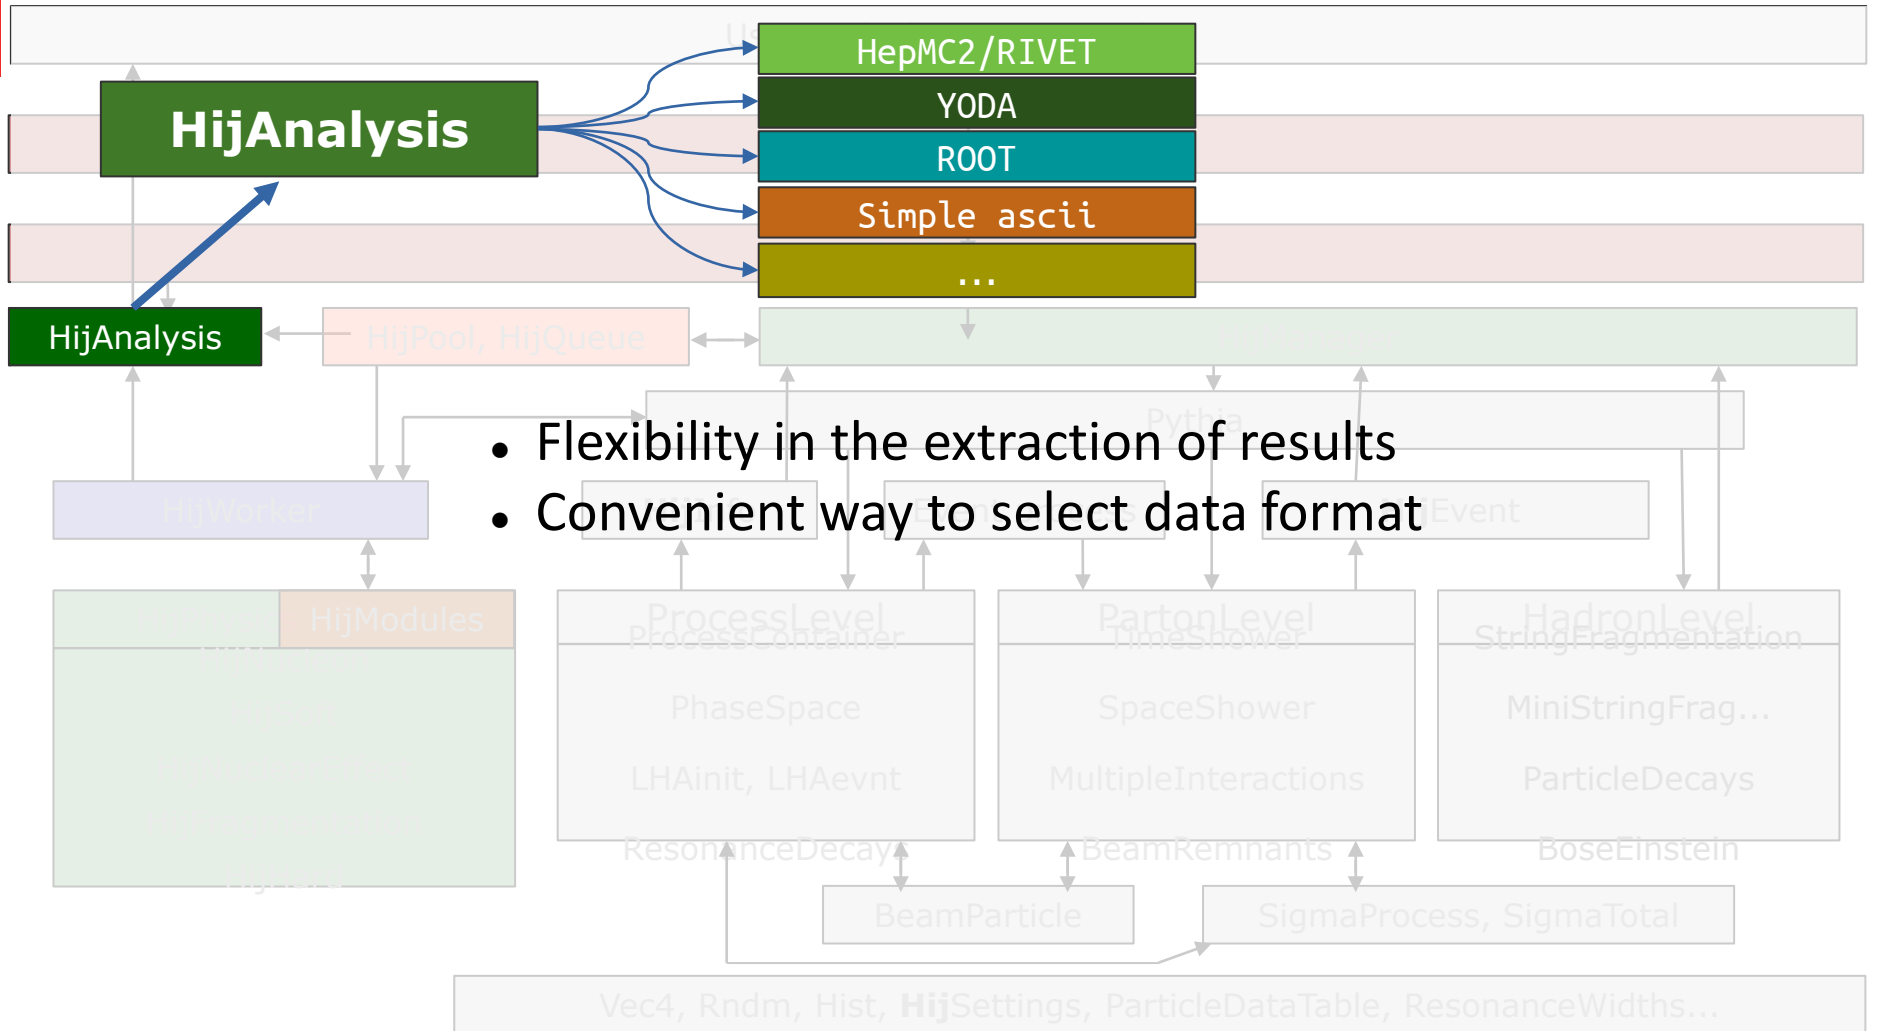 HepMC2/RIVET
HijAnalysis
YODA
ROOT
Simple ascii
...
HijAnalysis
HijPool, HijQueue
Pythia
• Flexibility in the extraction of results
HijWorker
• Convenient way to select data format
HijEvent
HijModules
ProcessLevel
ProcessContainer
PhaseSpace
LHAinit, LHAevnt
ResonanceDecays
PartonLevel
TimeShower
SpaceShower
MultipleInteractions
BeamRemnants
HadronLevel
StringFragmentation
MiniStringFrag...
ParticleDecays
BoseEinstein
BeamParticle
SigmaProcess, SigmaTotal
Vec4, Rndm, Hist, HijSettings, ParticleDataTable, ResonanceWidths...